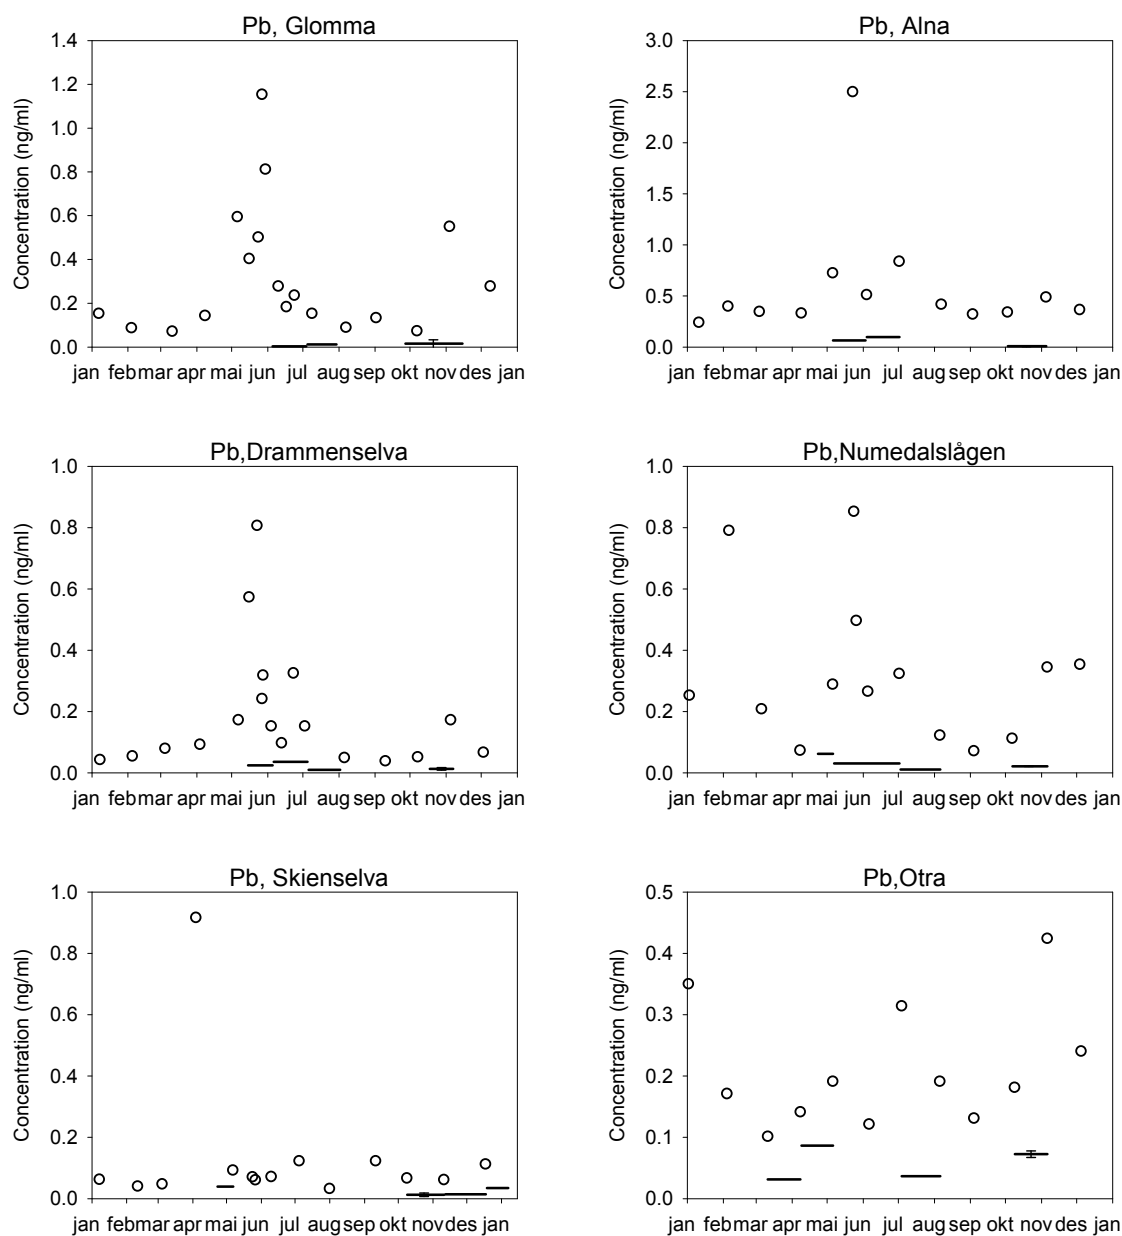 Pb, Glomma
1.4
1.2
1.0
0.8
0.6
0.4
0.2
0.0
Concentration (ng/ml)
jan feb mar apr mai jun jul aug sep okt nov des jan
Pb, Alna
3.0
2.5
2.0
1.5
1.0
0.5
0.0
Concentration (ng/ml)
jan feb mar apr mai jun jul aug sep okt nov des jan
Pb,Drammenselva
1.0
0.8
0.6
0.4
0.2
0.0
Concentration (ng/ml)
jan feb mar apr mai jun jul aug sep okt nov des jan
Pb,Numedalslågen
1.0
0.8
0.6
0.4
0.2
0.0
Concentration (ng/ml)
jan feb mar apr mai jun jul aug sep okt nov des jan
Pb, Skienselva
1.0
0.8
0.6
0.4
0.2
0.0
Concentration (ng/ml)
jan feb mar apr mai jun jul aug sep okt nov des jan
Pb,Otra
0.5
0.4
0.3
0.2
0.1
0.0
Concentration (ng/ml)
jan feb mar apr mai jun jul aug sep okt nov des jan